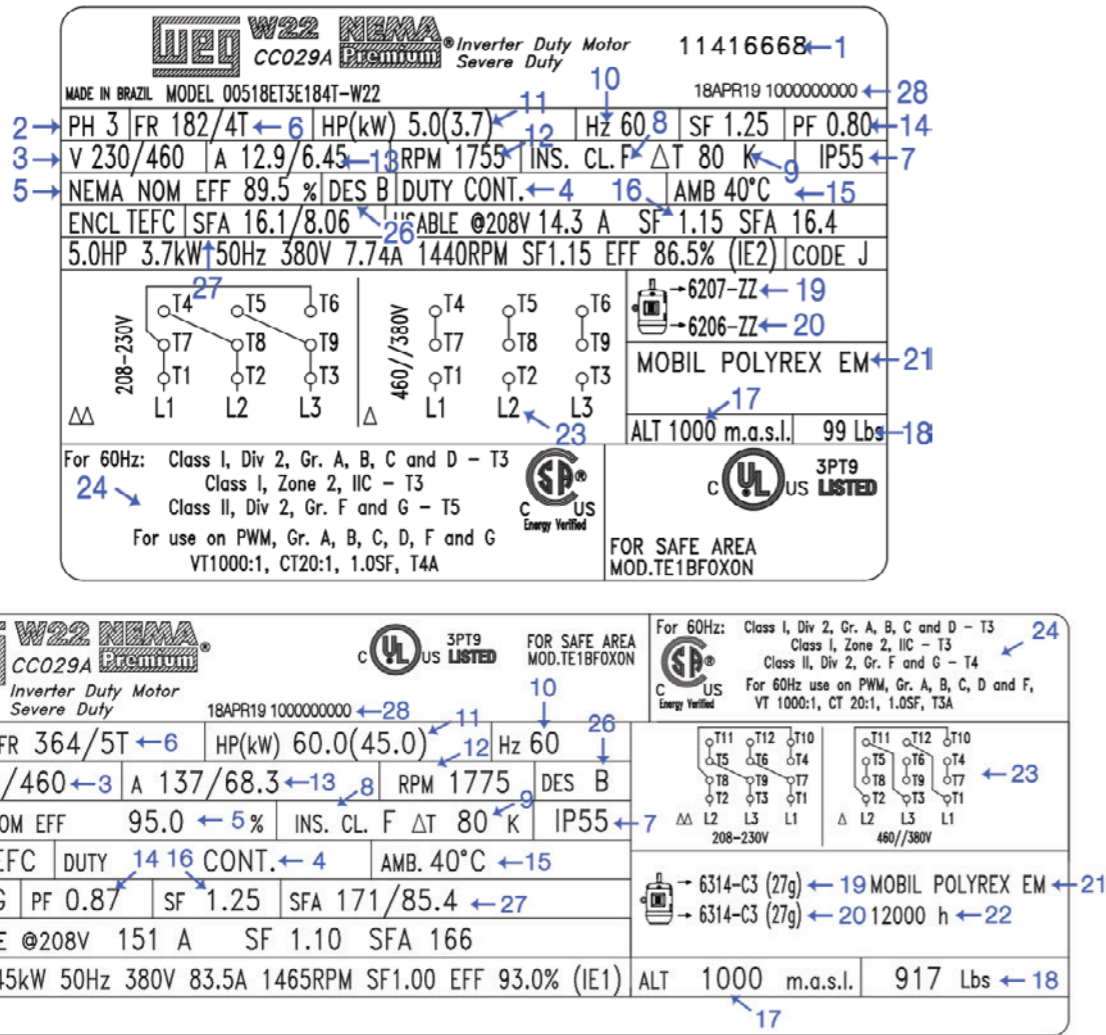 WEG W22 NEMA Premium ® Inverter Duty Motor 11416668 1
CC029A Severe Duty
MADE IN BRAZIL MODEL 00518ET3E184T-W22 18APR19 1000000000 28
2 PH 3 FR 182/4T 6 HP(kW) 5.0(3.7) 11 10 Hz 60 SF 1.25 PF 0.80 14
3 V 230/460 A 12.9/6.45 13 RPM 1755 12 INS. CL. F 8 ΔT 80 K 9 IP55 7
5 NEMA NOM EFF 89.5 % DES B 26 DUTY CONT. 4 AMB 40°C 15
ENCL TEFC SFA 16.1/8.06 27 USABLE @208V 14.3 A 16 SF 1.15 SFA 16.4
5.0HP 3.7kW 50Hz 380V 7.74A 1440RPM SF1.15 EFF 86.5% (IE2) CODE J
208-230V
T4 T5 T6
T7 T8 T9
T1 T2 T3
ΔΔ L1 L2 L3
460//380V
T4 T5 T6
T7 T8 T9
T1 T2 T3
Δ L1 L2 L3
23
6207-ZZ 19
6206-ZZ 20
MOBIL POLYREX EM 21
17
ALT 1000 m.a.s.l. 99 Lbs 18
For 60Hz: Class I, Div 2, Gr. A, B, C and D - T3
Class I, Zone 2, IIC - T3
24 Class II, Div 2, Gr. F and G - T5
For use on PWM, Gr. A, B, C, D, F and G
VT1000:1, CT20:1, 1.0SF, T4A
SA ®
C US
Energy Verified
C UL US 3PT9
LISTED
FOR SAFE AREA
MOD.TE1BF0X0N
W22 NEMA Premium ®
CC029A
Inverter Duty Motor
Severe Duty
C UL US 3PT9
LISTED
FOR SAFE AREA
MOD.TE1BF0X0N
18APR19 1000000000 28
FR 364/5T 6 HP(kW) 60.0(45.0) 11 10 Hz 60
/460 3 A 137/68.3 13 RPM 1775 12 DES B 26
OM EFF 95.0 5 % INS. CL. F 8 ΔT 80 K 9 IP55 7
EFC DUTY CONT. 4 AMB. 40°C 15
G PF 0.87 14 SF 1.25 16 SFA 171/85.4 27
E @208V 151 A SF 1.10 SFA 166
45kW 50Hz 380V 83.5A 1465RPM SF1.00 EFF 93.0% (IE1)
For 60Hz: Class I, Div 2, Gr. A, B, C and D - T3 24
Class I, Zone 2, IIC - T3
Class II, Div 2, Gr. F and G - T4
For 60Hz use on PWM, Gr. A, B, C, D and F,
VT 1000:1, CT 20:1, 1.0SF, T3A
SA ®
C US
Energy Verified
T11 T12 T10
T5 T6 T4
T8 T9 T7
T2 T3 T1
ΔΔ L2 L3 L1
208-230V
T11 T12 T10
T5 T6 T4
T8 T9 T7
T2 T3 T1
Δ L2 L3 L1
460//380V
23
6314-C3 (27g) 19 MOBIL POLYREX EM 21
6314-C3 (27g) 20 12000 h 22
ALT 1000 m.a.s.l. 917 Lbs 18
17